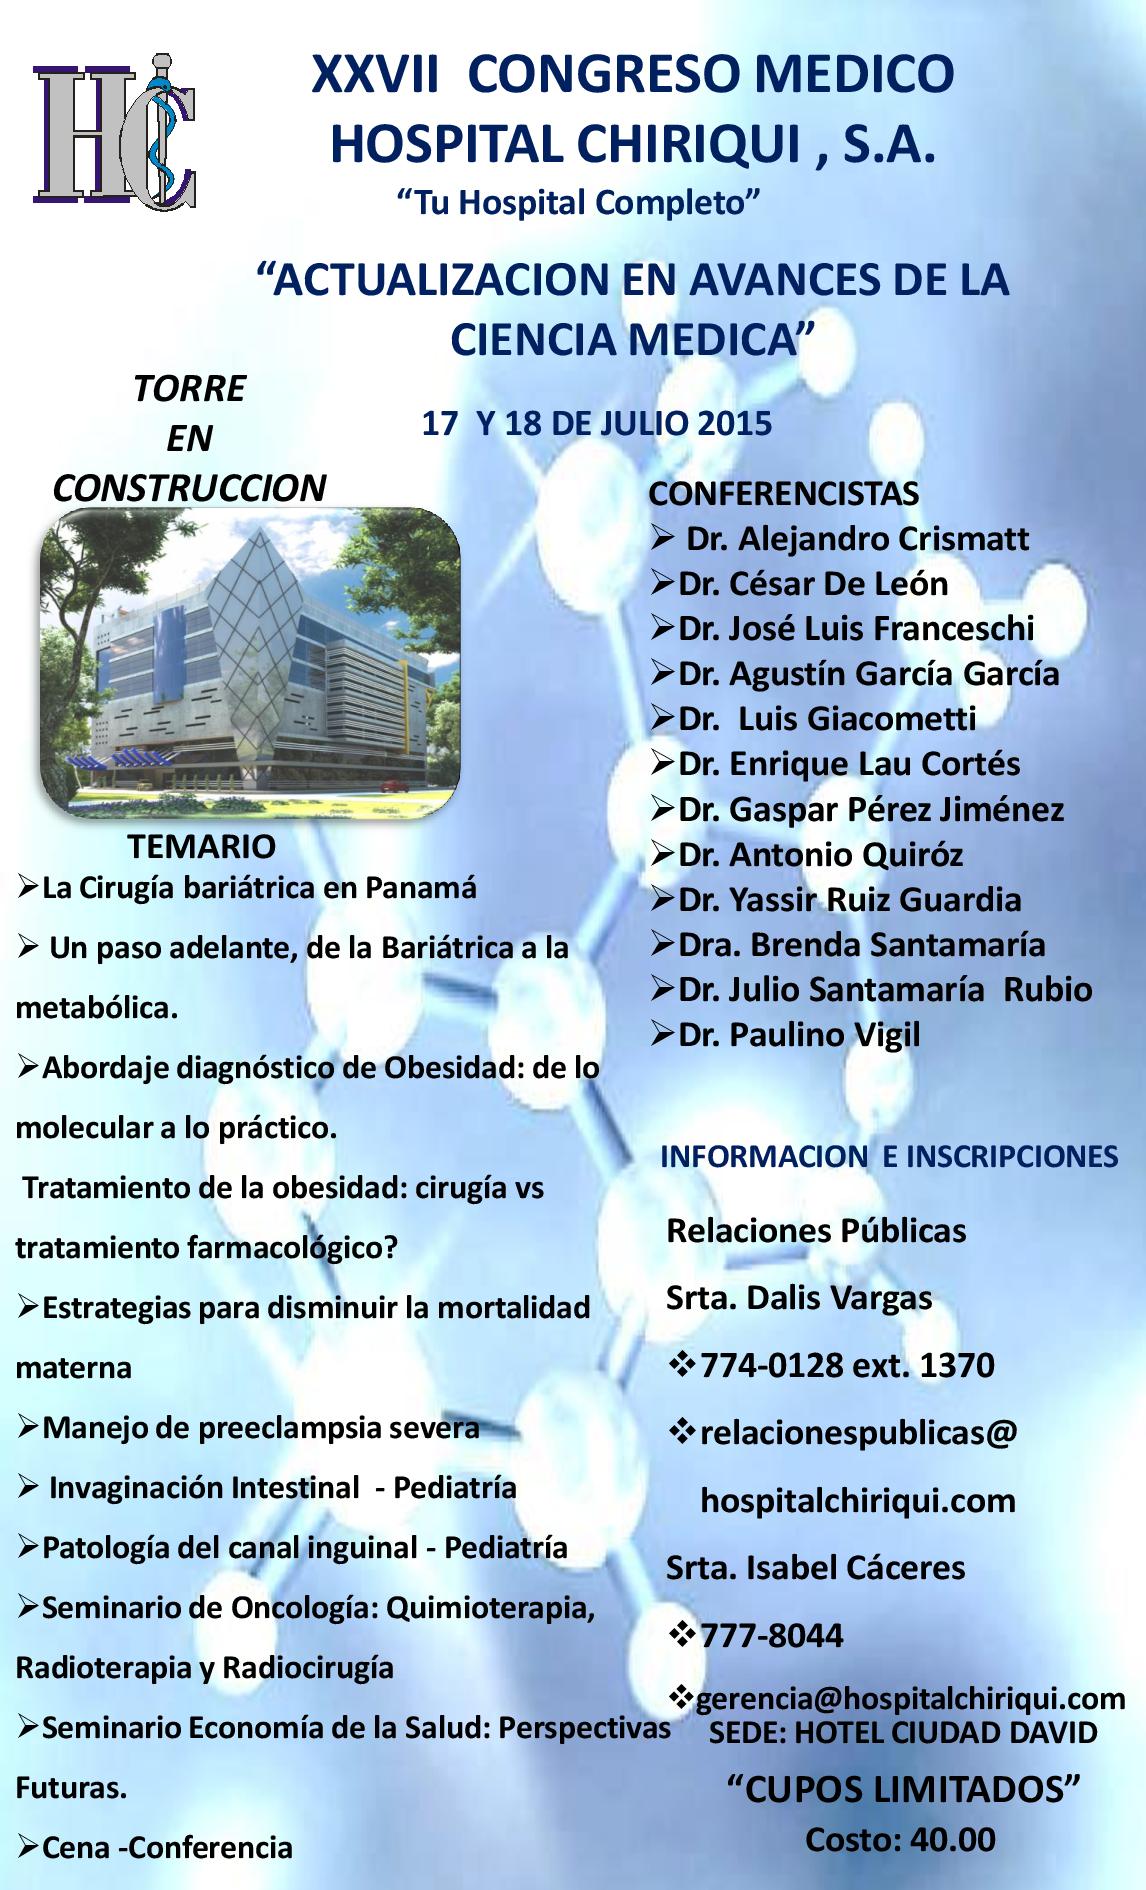 HC
XXVII CONGRESO MEDICO
HOSPITAL CHIRIQUI , S.A.
“Tu Hospital Completo”
“ACTUALIZACION EN AVANCES DE LA
CIENCIA MEDICA”
17 Y 18 DE JULIO 2015
TORRE
EN
CONSTRUCCION
TEMARIO
➢La Cirugía bariátrica en Panamá
➢ Un paso adelante, de la Bariátrica a la
metabólica.
➢Abordaje diagnóstico de Obesidad: de lo
molecular a lo práctico.
Tratamiento de la obesidad: cirugía vs
tratamiento farmacológico?
➢Estrategias para disminuir la mortalidad
materna
➢Manejo de preeclampsia severa
➢ Invaginación Intestinal - Pediatría
➢Patología del canal inguinal - Pediatría
➢Seminario de Oncología: Quimioterapia,
Radioterapia y Radiocirugía
➢Seminario Economía de la Salud: Perspectivas
Futuras.
➢Cena -Conferencia
CONFERENCISTAS
➢ Dr. Alejandro Crismatt
➢Dr. César De León
➢Dr. José Luis Franceschi
➢Dr. Agustín García García
➢Dr. Luis Giacometti
➢Dr. Enrique Lau Cortés
➢Dr. Gaspar Pérez Jiménez
➢Dr. Antonio Quiróz
➢Dr. Yassir Ruiz Guardia
➢Dra. Brenda Santamaría
➢Dr. Julio Santamaría Rubio
➢Dr. Paulino Vigil
INFORMACION E INSCRIPCIONES
Relaciones Públicas
Srta. Dalis Vargas
❖774-0128 ext. 1370
❖relacionespublicas@
hospitalchiriqui.com
Srta. Isabel Cáceres
❖777-8044
❖gerencia@hospitalchiriqui.com
SEDE: HOTEL CIUDAD DAVID
“CUPOS LIMITADOS”
Costo: 40.00